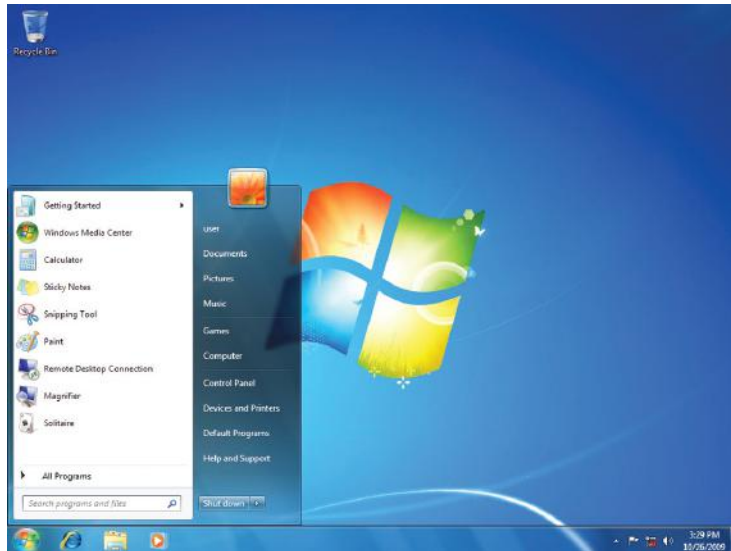 Recycle Bin
Getting Started
Windows Media Center
Calculator
Sticky Notes
Snipping Tool
Paint
Remote Desktop Connection
Magnifier
Solitaire
All Programs
Search programs and files
user
Documents
Pictures
Music
Games
Computer
Control Panel
Devices and Printers
Default Programs
Help and Support
Shut down
3:29 PM
10/26/2009